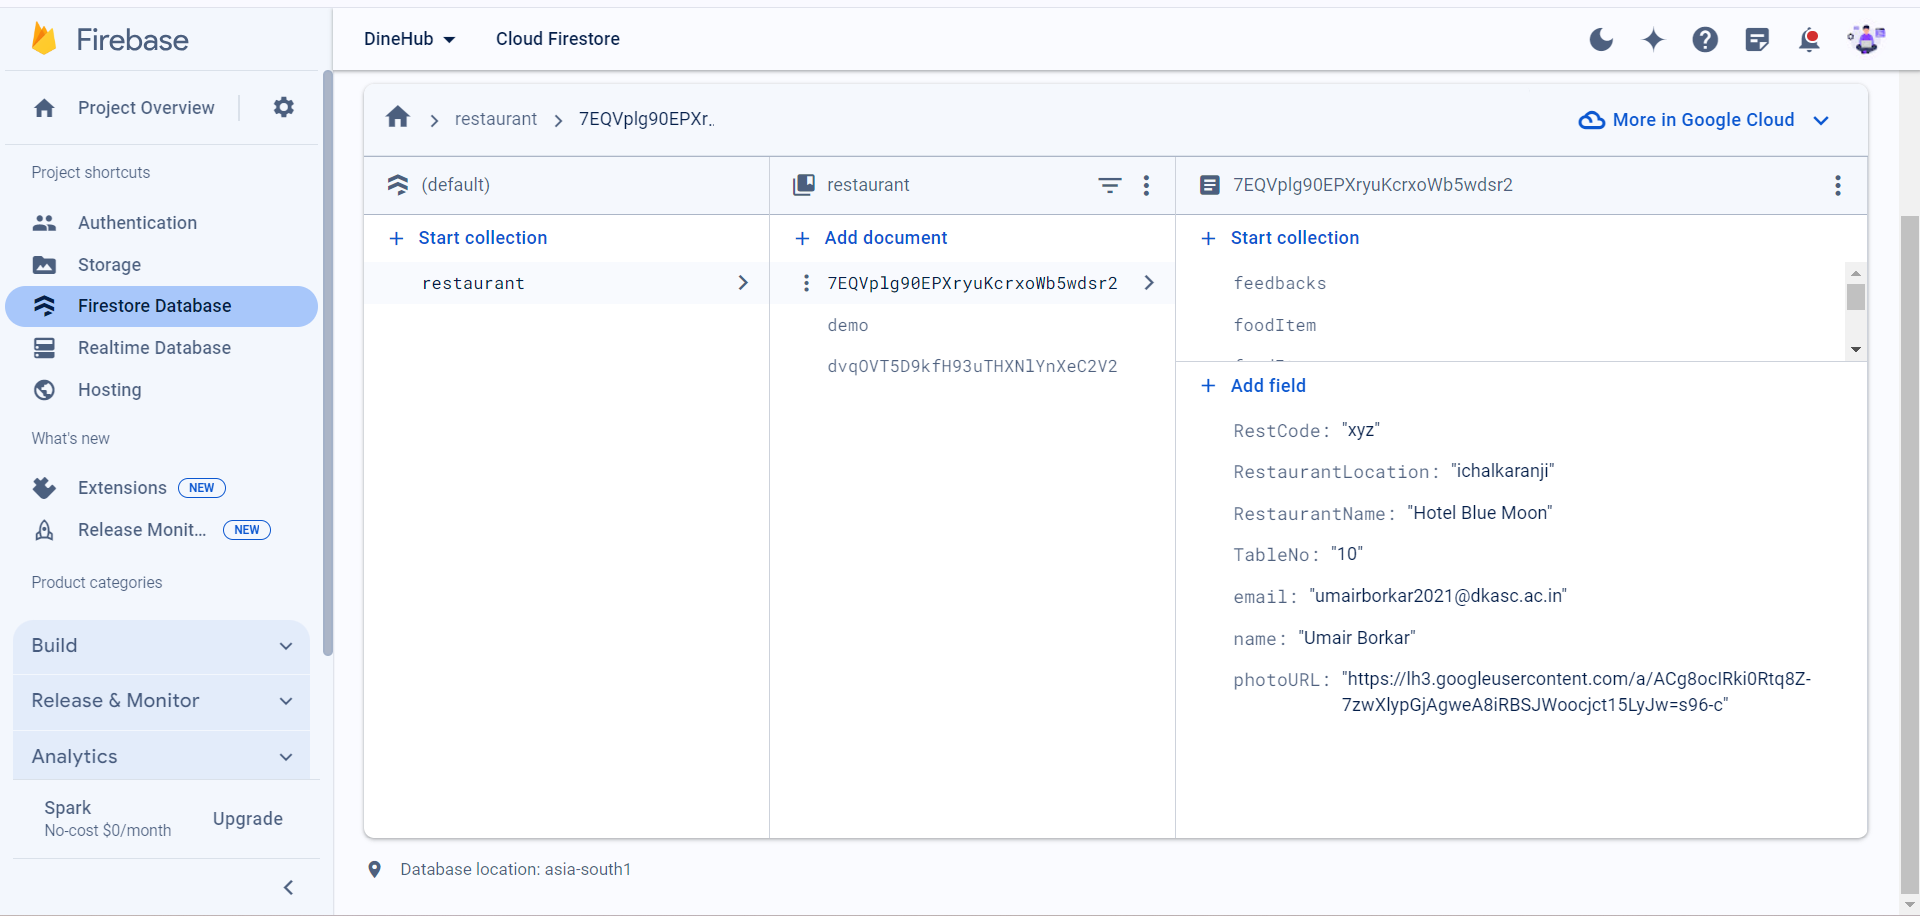 Firebase
DineHub
Cloud Firestore
Project Overview
Project shortcuts
Authentication
Storage
Firestore Database
Realtime Database
Hosting
What's new
Extensions NEW
Release Monit... NEW
Product categories
Build
Release & Monitor
Analytics
Spark
No-cost $0/month
Upgrade
restaurant
7EQVplg90EPXr..
More in Google Cloud
(default)
Start collection
restaurant
restaurant
Add document
7EQVplg90EPXryuKcrxoWb5wdsr2
demo
dvqOVT5D9kfH93uTHXNlYnXeC2V2
7EQVplg90EPXryuKcrxoWb5wdsr2
Start collection
feedbacks
foodItem
Add field
RestCode: "xyz"
RestaurantLocation: "ichalkaranji"
RestaurantName: "Hotel Blue Moon"
TableNo: "10"
email: "umairborkar2021@dkasc.ac.in"
name: "Umair Borkar"
photoURL: "https://lh3.googleusercontent.com/a/ACg8ocIRki0Rtq8Z-
7zwXlypGjAgweA8iRBSJWoocjct15LyJw=s96-c"
Database location: asia-south1